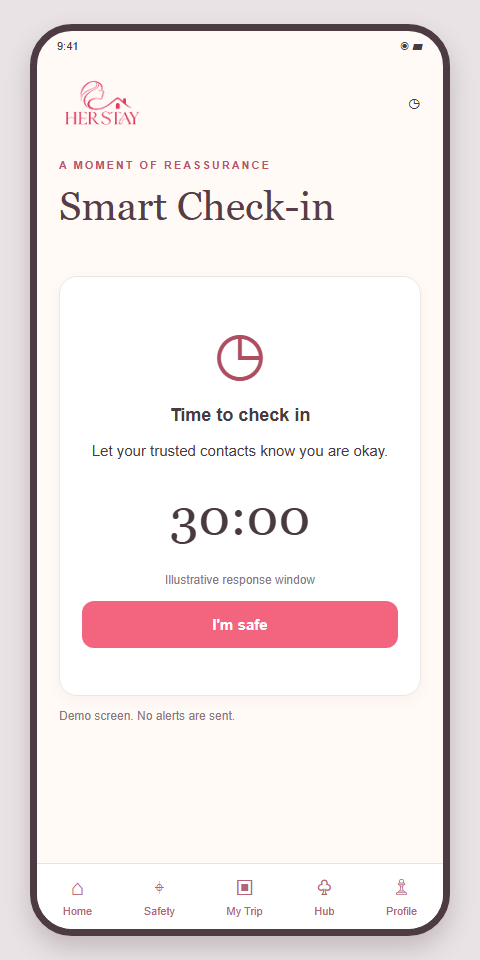 9:41
HER STAY
A MOMENT OF REASSURANCE
Smart Check-in
Time to check in
Let your trusted contacts know you are okay.
30:00
Illustrative response window
I'm safe
Demo screen. No alerts are sent.
Home Safety My Trip Hub Profile